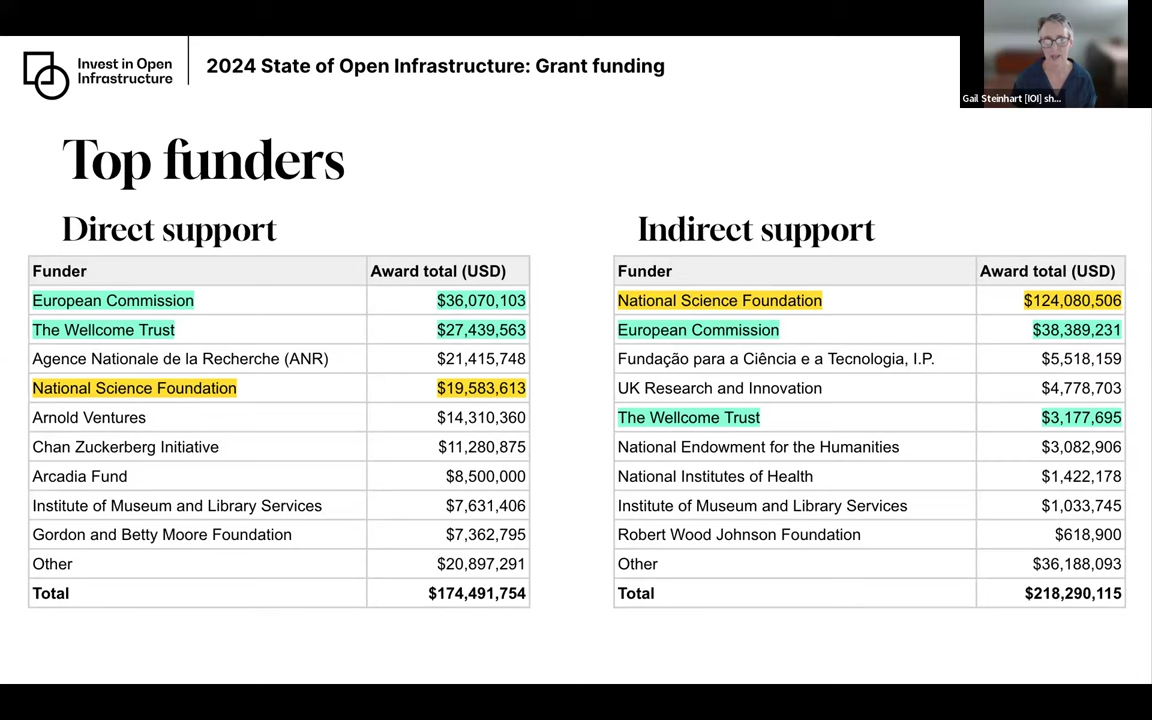 Invest in Open
Infrastructure
2024 State of Open Infrastructure: Grant funding
Gail Steinhart [IOI] sh...
Top funders
Direct support
Funder Award total (USD)
European Commission $36,070,103
The Wellcome Trust $27,439,563
Agence Nationale de la Recherche (ANR) $21,415,748
National Science Foundation $19,583,613
Arnold Ventures $14,310,360
Chan Zuckerberg Initiative $11,280,875
Arcadia Fund $8,500,000
Institute of Museum and Library Services $7,631,406
Gordon and Betty Moore Foundation $7,362,795
Other $20,897,291
Total $174,491,754
Indirect support
Funder Award total (USD)
National Science Foundation $124,080,506
European Commission $38,389,231
Fundação para a Ciência e a Tecnologia, I.P. $5,518,159
UK Research and Innovation $4,778,703
The Wellcome Trust $3,177,695
National Endowment for the Humanities $3,082,906
National Institutes of Health $1,422,178
Institute of Museum and Library Services $1,033,745
Robert Wood Johnson Foundation $618,900
Other $36,188,093
Total $218,290,115